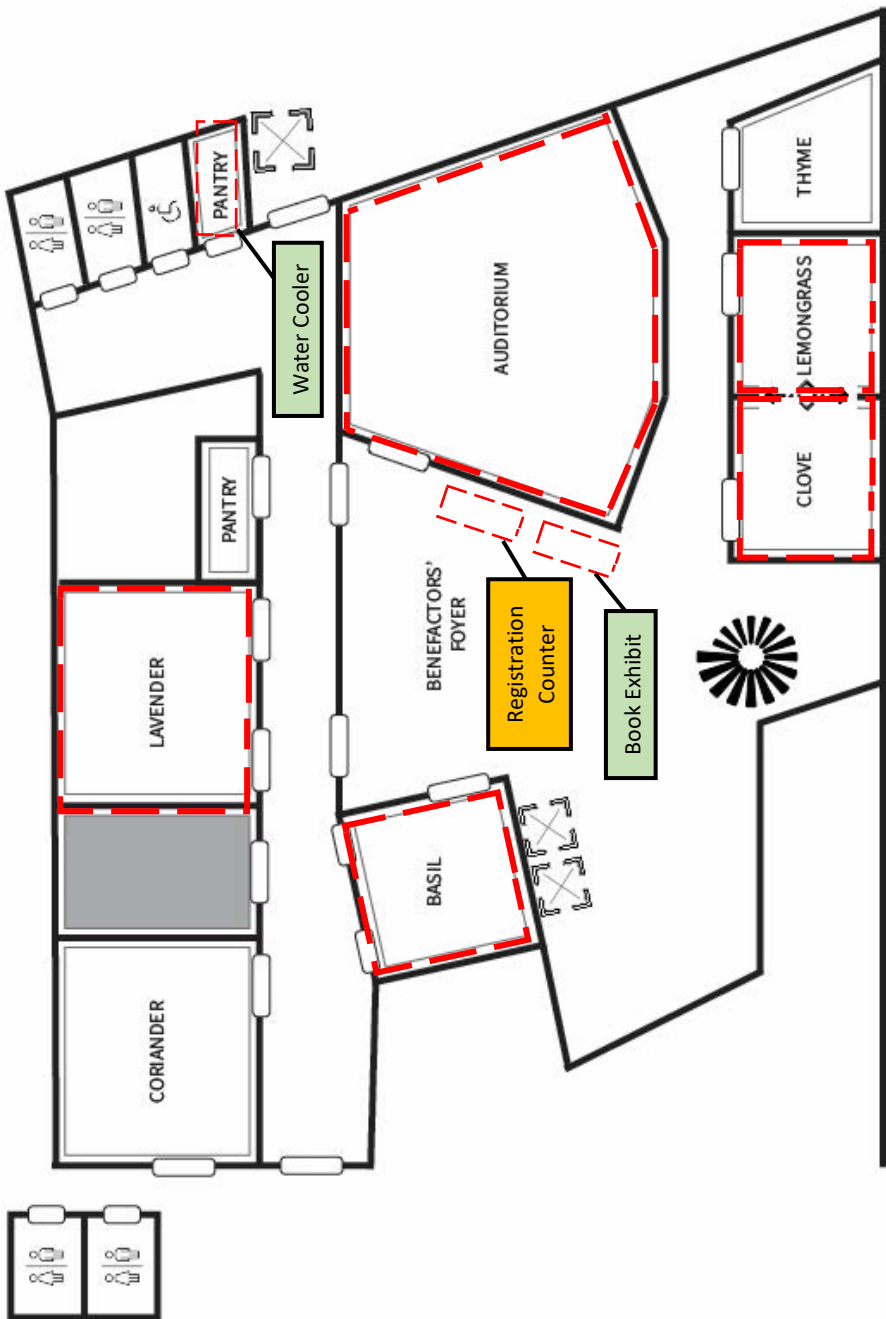 PANTRY
Water Cooler
AUDITORIUM
THYME
LEMONGRASS
CLOVE
PANTRY
BENEFACTORS'
FOYER
Registration
Counter
Book Exhibit
LAVENDER
BASIL
CORIANDER